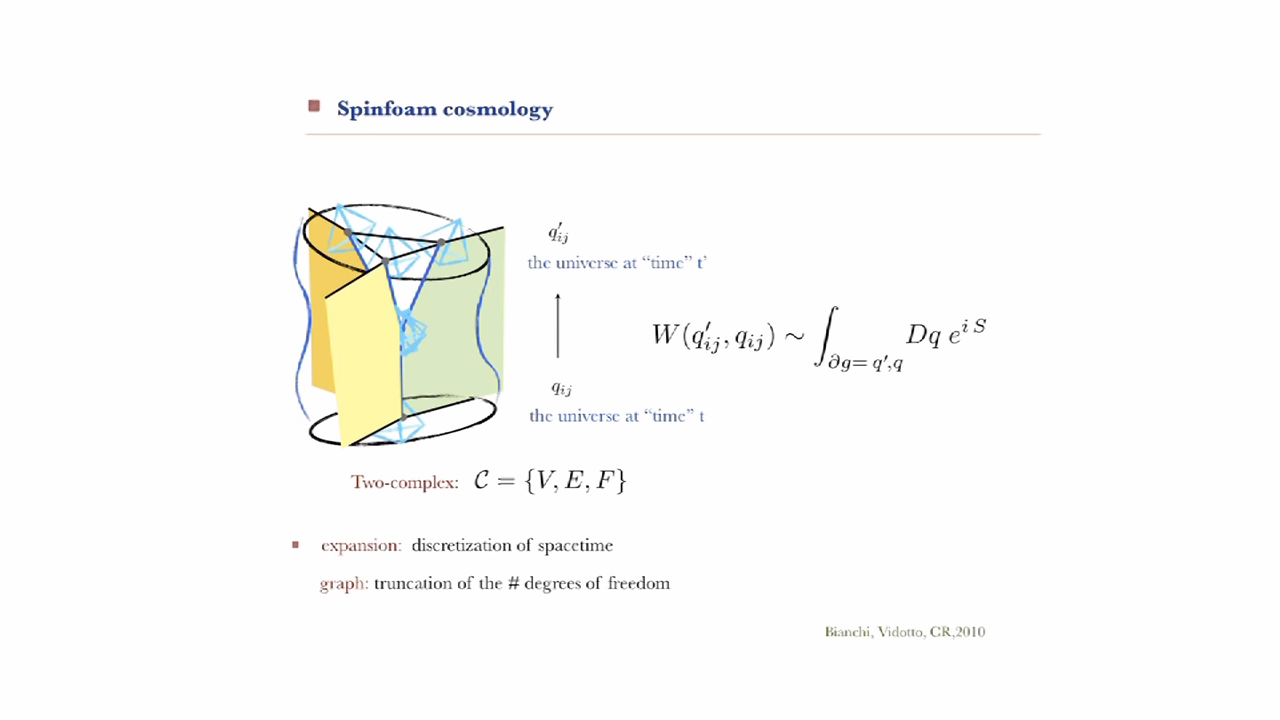 Spinfoam cosmology
q′ij
the universe at “time” t’
W(q′ij, qij) ∼ ∫∂g= q′,q Dq e^{i S}
qij
the universe at “time” t
Two-complex: C = {V, E, F}
expansion: discretization of spacetime
graph: truncation of the # degrees of freedom
Bianchi, Vidotto, CR,2010